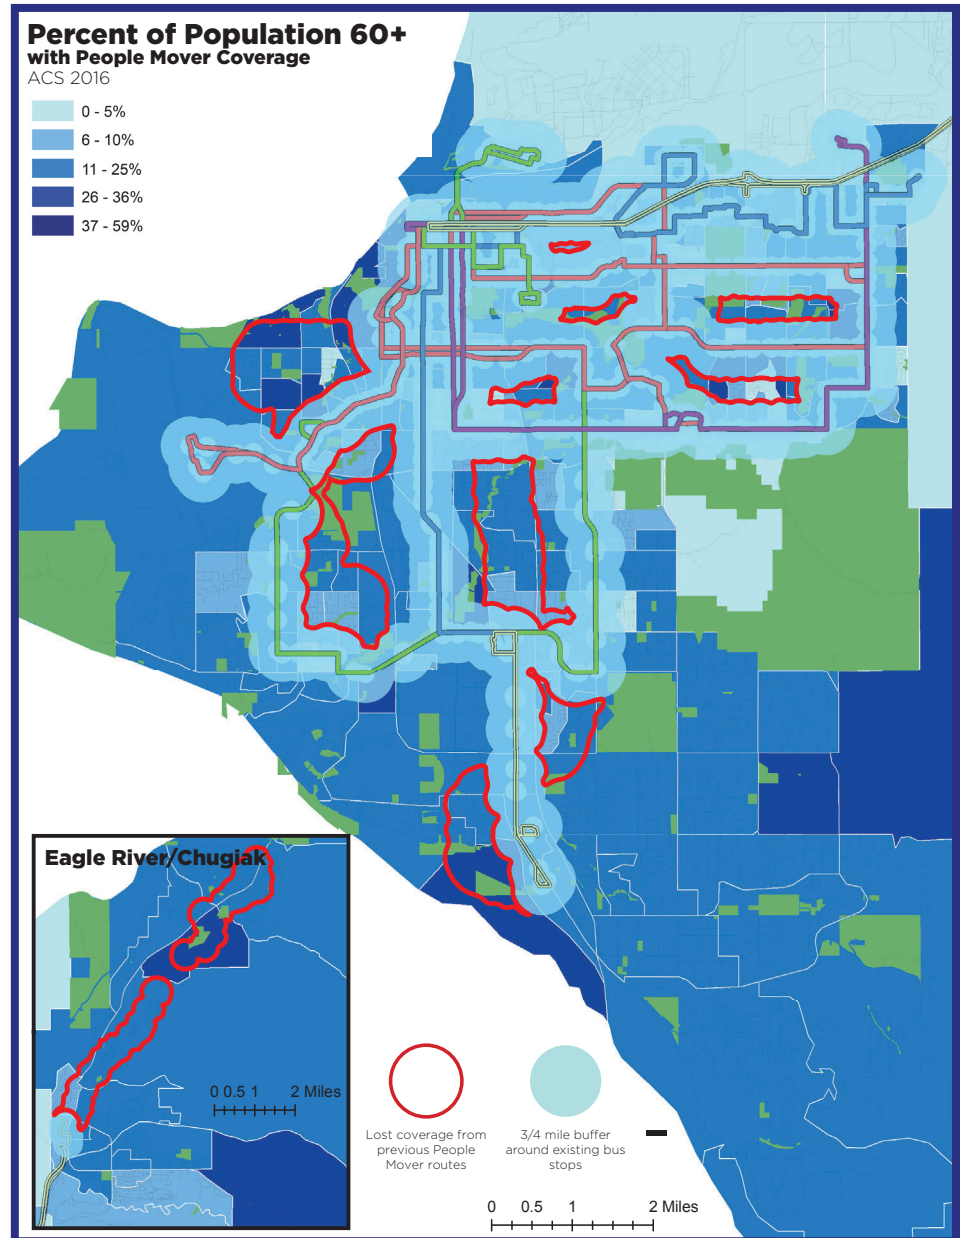 Percent of Population 60+
with People Mover Coverage
ACS 2016
0 - 5%
6 - 10%
11 - 25%
26 - 36%
37 - 59%
Eagle River/Chugiak
0 0.5 1 2 Miles
Lost coverage from
previous People
Mover routes
3/4 mile buffer
around existing bus
stops
0 0.5 1 2 Miles